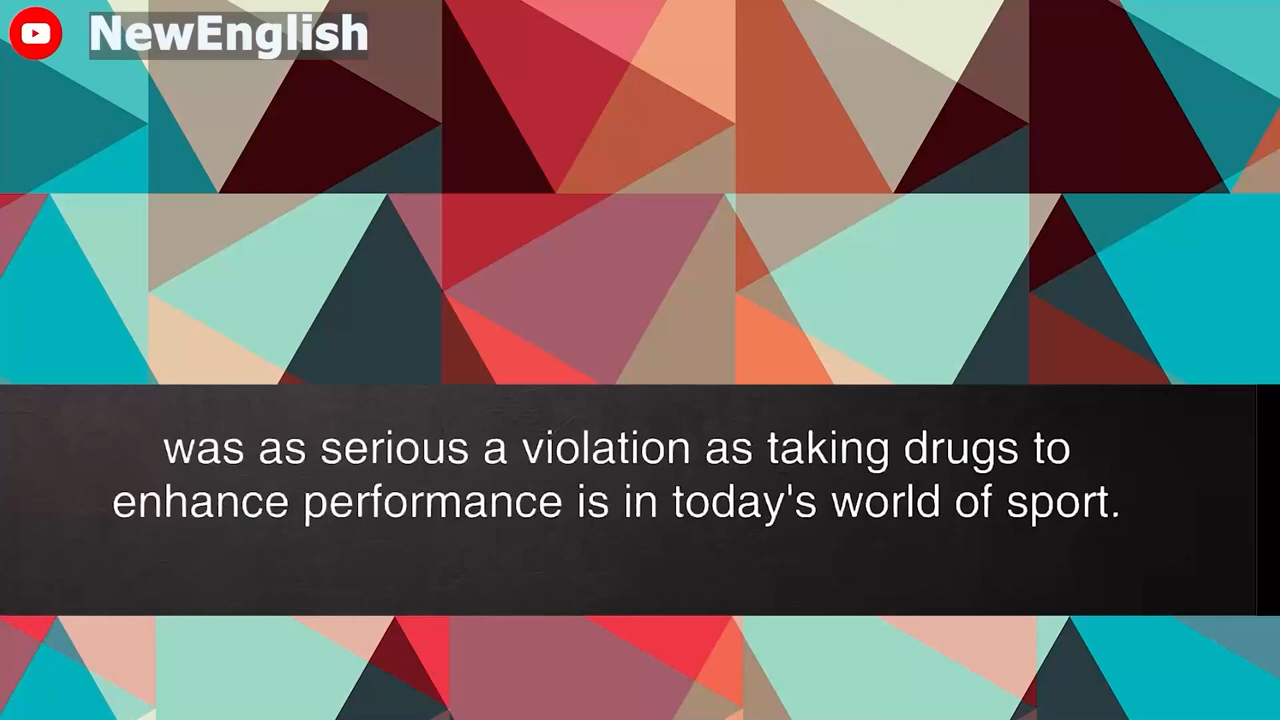 NewEnglish
was as serious a violation as taking drugs to
enhance performance is in today's world of sport.